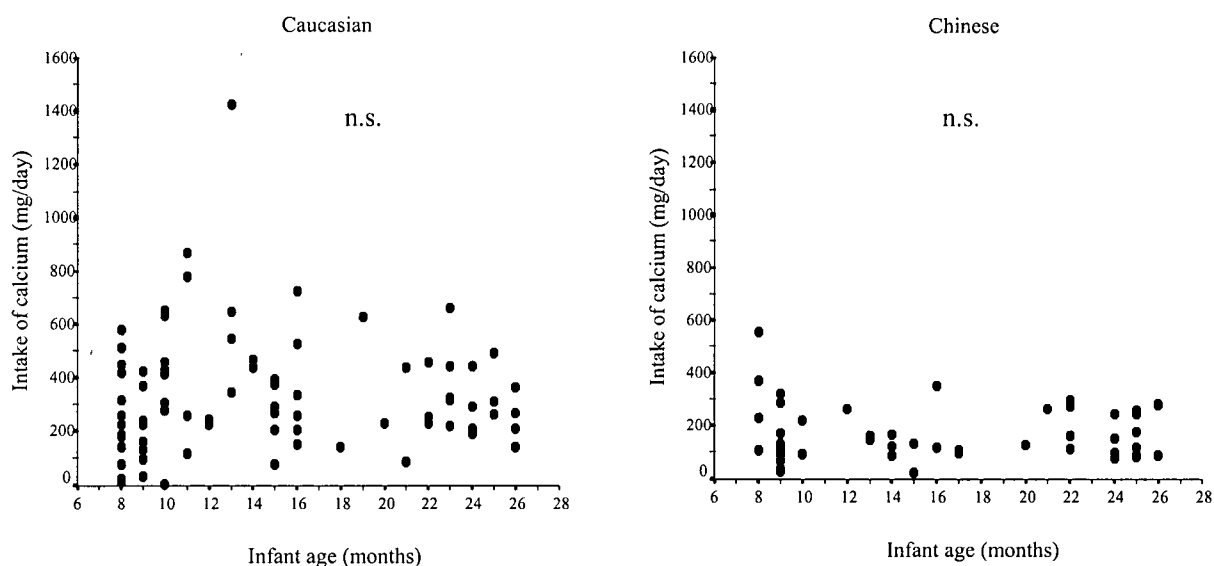 Caucasian
n.s.
Intake of calcium (mg/day)
1600
1400
1200
1000
800
600
400
200
0
6 8 10 12 14 16 18 20 22 24 26 28
Infant age (months)
Chinese
n.s.
Intake of calcium (mg/day)
1600
1400
1200
1000
800
600
400
200
0
6 8 10 12 14 16 18 20 22 24 26 28
Infant age (months)